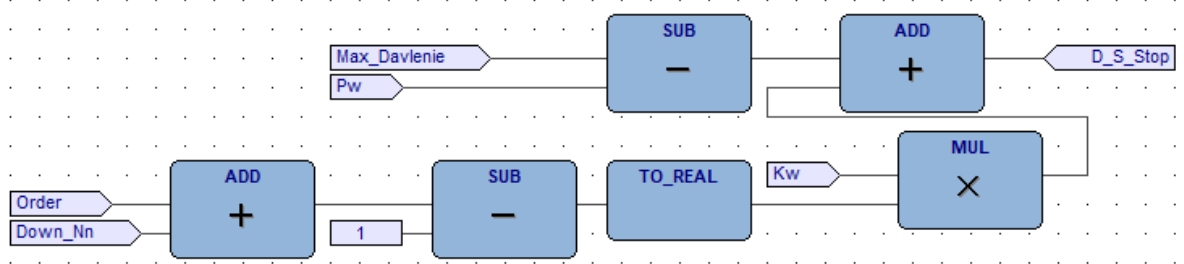 SUB
ADD
Max_Davlenie
−
+
D_S_Stop
Pw
MUL
ADD
SUB
TO_REAL
Kw
×
Order
+
−
Down_Nn
1